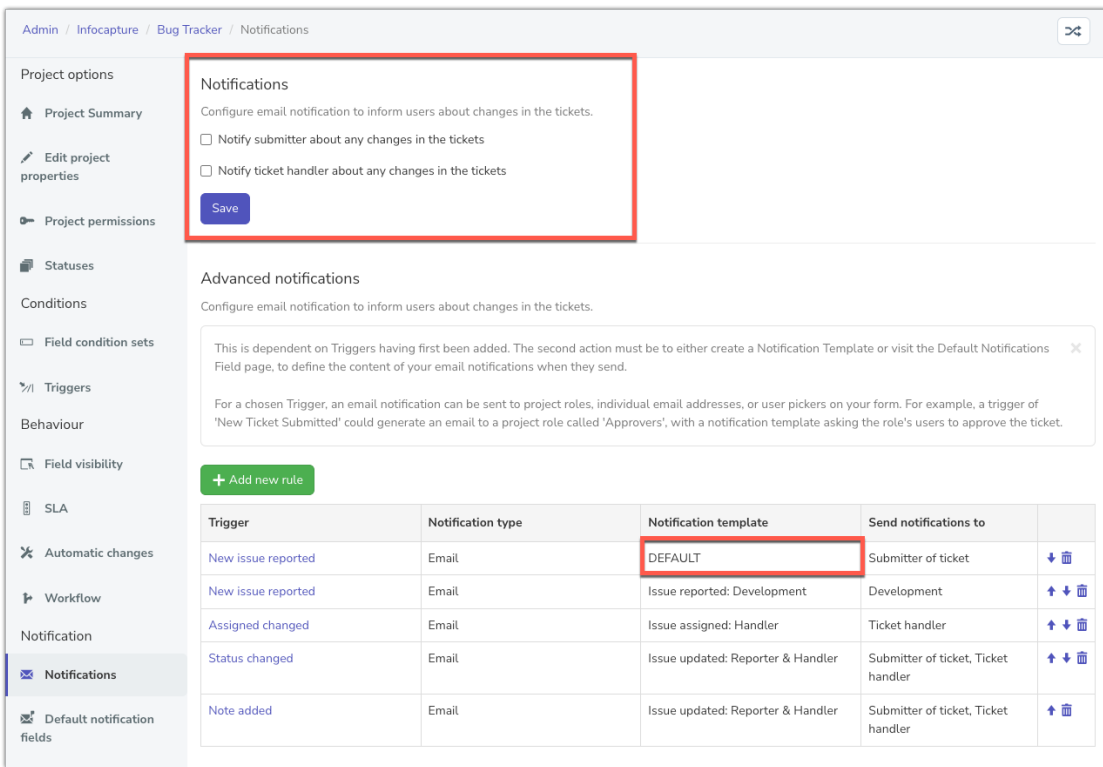 Admin / Infocapture / Bug Tracker / Notifications
Project options
Project Summary
Edit project
properties
Project permissions
Statuses
Conditions
Field condition sets
Triggers
Behaviour
Field visibility
SLA
Automatic changes
Workflow
Notification
Notifications
Default notification
fields
Notifications
Configure email notification to inform users about changes in the tickets.
Notify submitter about any changes in the tickets
Notify ticket handler about any changes in the tickets
Save
Advanced notifications
Configure email notification to inform users about changes in the tickets.
This is dependent on Triggers having first been added. The second action must be to either create a Notification Template or visit the Default Notifications
Field page, to define the content of your email notifications when they send.
For a chosen Trigger, an email notification can be sent to project roles, individual email addresses, or user pickers on your form. For example, a trigger of
'New Ticket Submitted' could generate an email to a project role called 'Approvers', with a notification template asking the role's users to approve the ticket.
Add new rule
Trigger Notification type Notification template Send notifications to
New issue reported Email DEFAULT Submitter of ticket
New issue reported Email Issue reported: Development Development
Assigned changed Email Issue assigned: Handler Ticket handler
Status changed Email Issue updated: Reporter & Handler Submitter of ticket, Ticket
handler
Note added Email Issue updated: Reporter & Handler Submitter of ticket, Ticket
handler